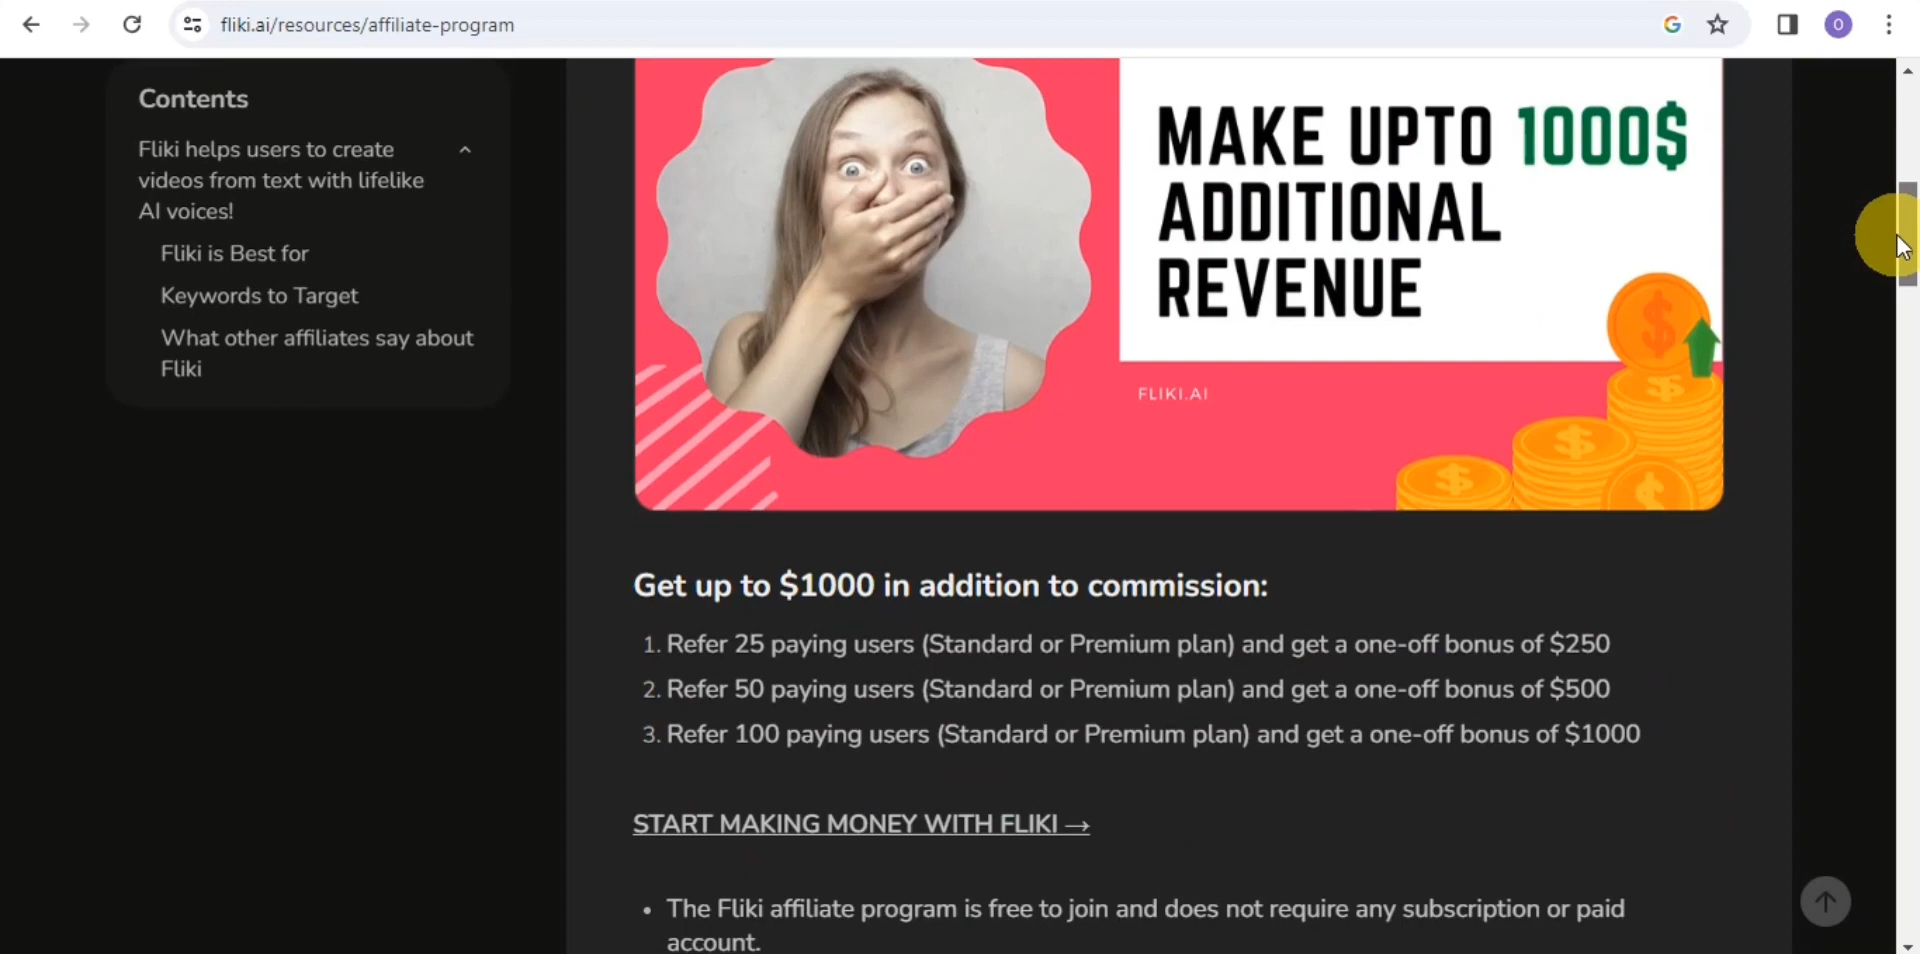 fliki.ai/resources/affiliate-program
O
Contents
Fliki helps users to create
videos from text with lifelike
AI voices!
Fliki is Best for
Keywords to Target
What other affiliates say about
Fliki
MAKE UPTO 1000$
ADDITIONAL
REVENUE
FLIKI.AI
Get up to $1000 in addition to commission:
1. Refer 25 paying users (Standard or Premium plan) and get a one-off bonus of $250
2. Refer 50 paying users (Standard or Premium plan) and get a one-off bonus of $500
3. Refer 100 paying users (Standard or Premium plan) and get a one-off bonus of $1000
START MAKING MONEY WITH FLIKI →
• The Fliki affiliate program is free to join and does not require any subscription or paid
account.